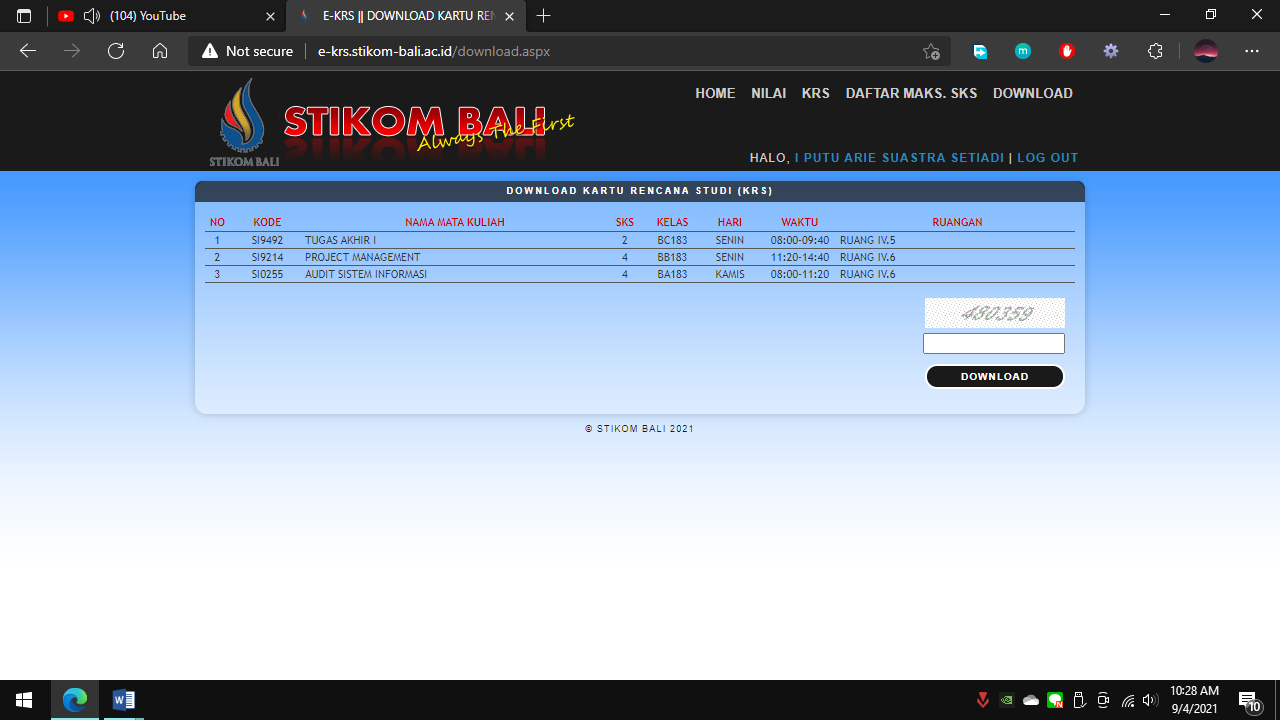 (104) YouTube
E-KRS || DOWNLOAD KARTU REN
Not secure
e-krs.stikom-bali.ac.id/download.aspx
STIKOM BALI
STIKOM BALI
Always The First
HOME NILAI KRS DAFTAR MAKS. SKS DOWNLOAD
HALO, I PUTU ARIE SUASTRA SETIADI | LOG OUT
DOWNLOAD KARTU RENCANA STUDI (KRS)
NO KODE NAMA MATA KULIAH SKS KELAS HARI WAKTU RUANGAN
1 SI9492 TUGAS AKHIR I 2 BC183 SENIN 08:00-09:40 RUANG IV.5
2 SI9214 PROJECT MANAGEMENT 4 BB183 SENIN 11:20-14:40 RUANG IV.6
3 SI0255 AUDIT SISTEM INFORMASI 4 BA183 KAMIS 08:00-11:20 RUANG IV.6
480359
DOWNLOAD
© STIKOM BALI 2021
10:28 AM
9/4/2021
10